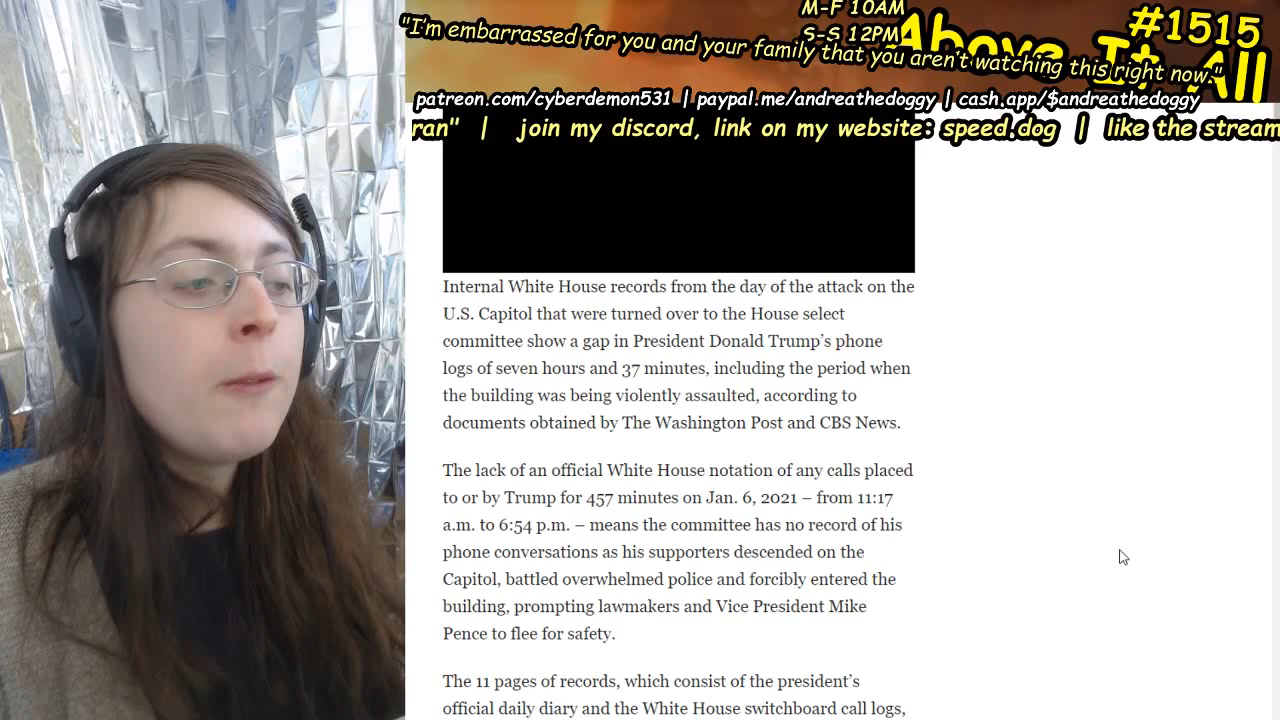 M-F 10AM
S-S 12PM
#1515
Above It All
"I'm embarrassed for you and your family that you aren't watching this right now."
patreon.com/cyberdemon531 | paypal.me/andreathedoggy | cash.app/$andreathedoggy
ran" | join my discord, link on my website: speed.dog | like the stream
Internal White House records from the day of the attack on the
U.S. Capitol that were turned over to the House select
committee show a gap in President Donald Trump’s phone
logs of seven hours and 37 minutes, including the period when
the building was being violently assaulted, according to
documents obtained by The Washington Post and CBS News.
The lack of an official White House notation of any calls placed
to or by Trump for 457 minutes on Jan. 6, 2021 – from 11:17
a.m. to 6:54 p.m. – means the committee has no record of his
phone conversations as his supporters descended on the
Capitol, battled overwhelmed police and forcibly entered the
building, prompting lawmakers and Vice President Mike
Pence to flee for safety.
The 11 pages of records, which consist of the president’s
official daily diary and the White House switchboard call logs,